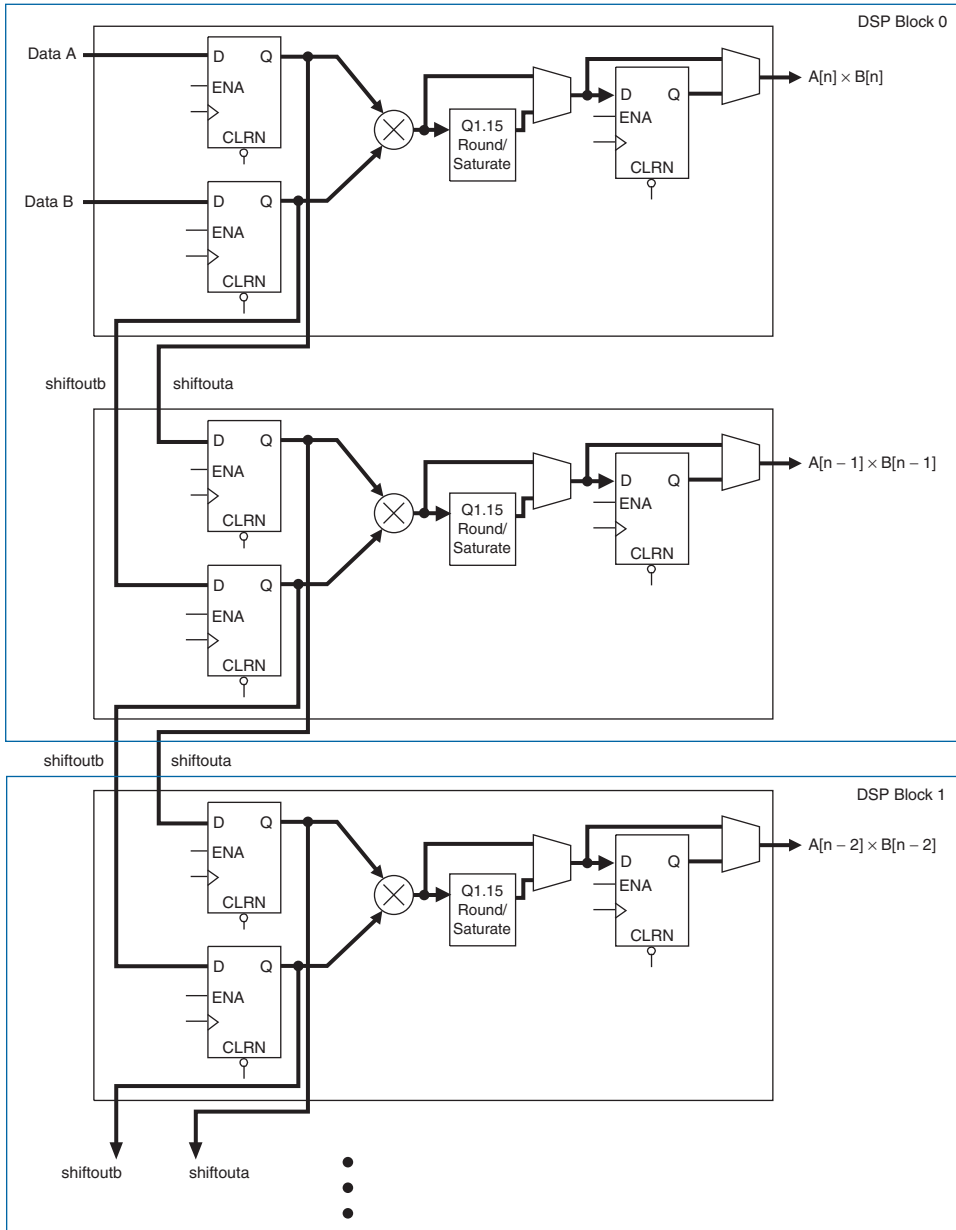 DSP Block 0
Data A
D Q
ENA
CLRN
Q1.15
Round/
Saturate
D Q
ENA
CLRN
A[n] × B[n]
Data B
D Q
ENA
CLRN
shiftoutb
shiftouta
D Q
ENA
CLRN
Q1.15
Round/
Saturate
D Q
ENA
CLRN
A[n − 1] × B[n − 1]
D Q
ENA
CLRN
shiftoutb
shiftouta
DSP Block 1
D Q
ENA
CLRN
Q1.15
Round/
Saturate
D Q
ENA
CLRN
A[n − 2] × B[n − 2]
D Q
ENA
CLRN
shiftoutb
shiftouta